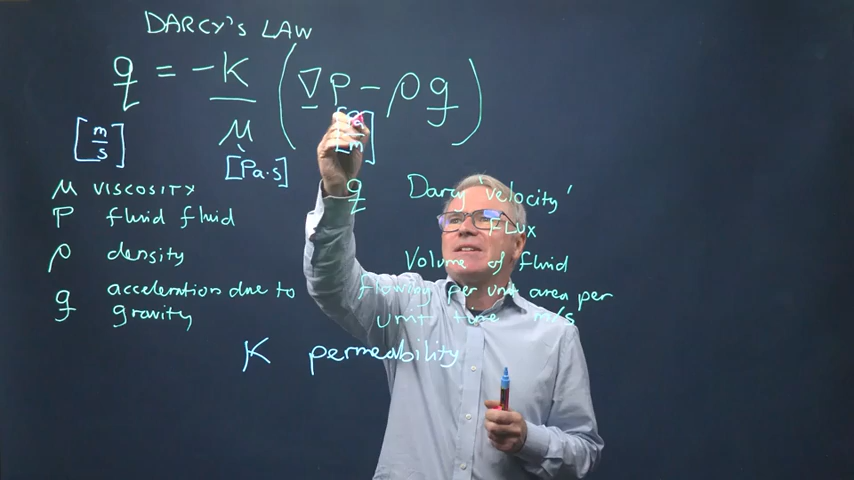 DARCY'S LAW
q = -K/μ (∇P - ρg)
[m/s]
[Pa·s]
[Pa/m]
μ VISCOSITY
P fluid fluid
ρ density
g acceleration due to
gravity
q Darcy 'velocity'
FLUX
Volume of fluid
flowing per unit area per
unit time m/s
K permeability